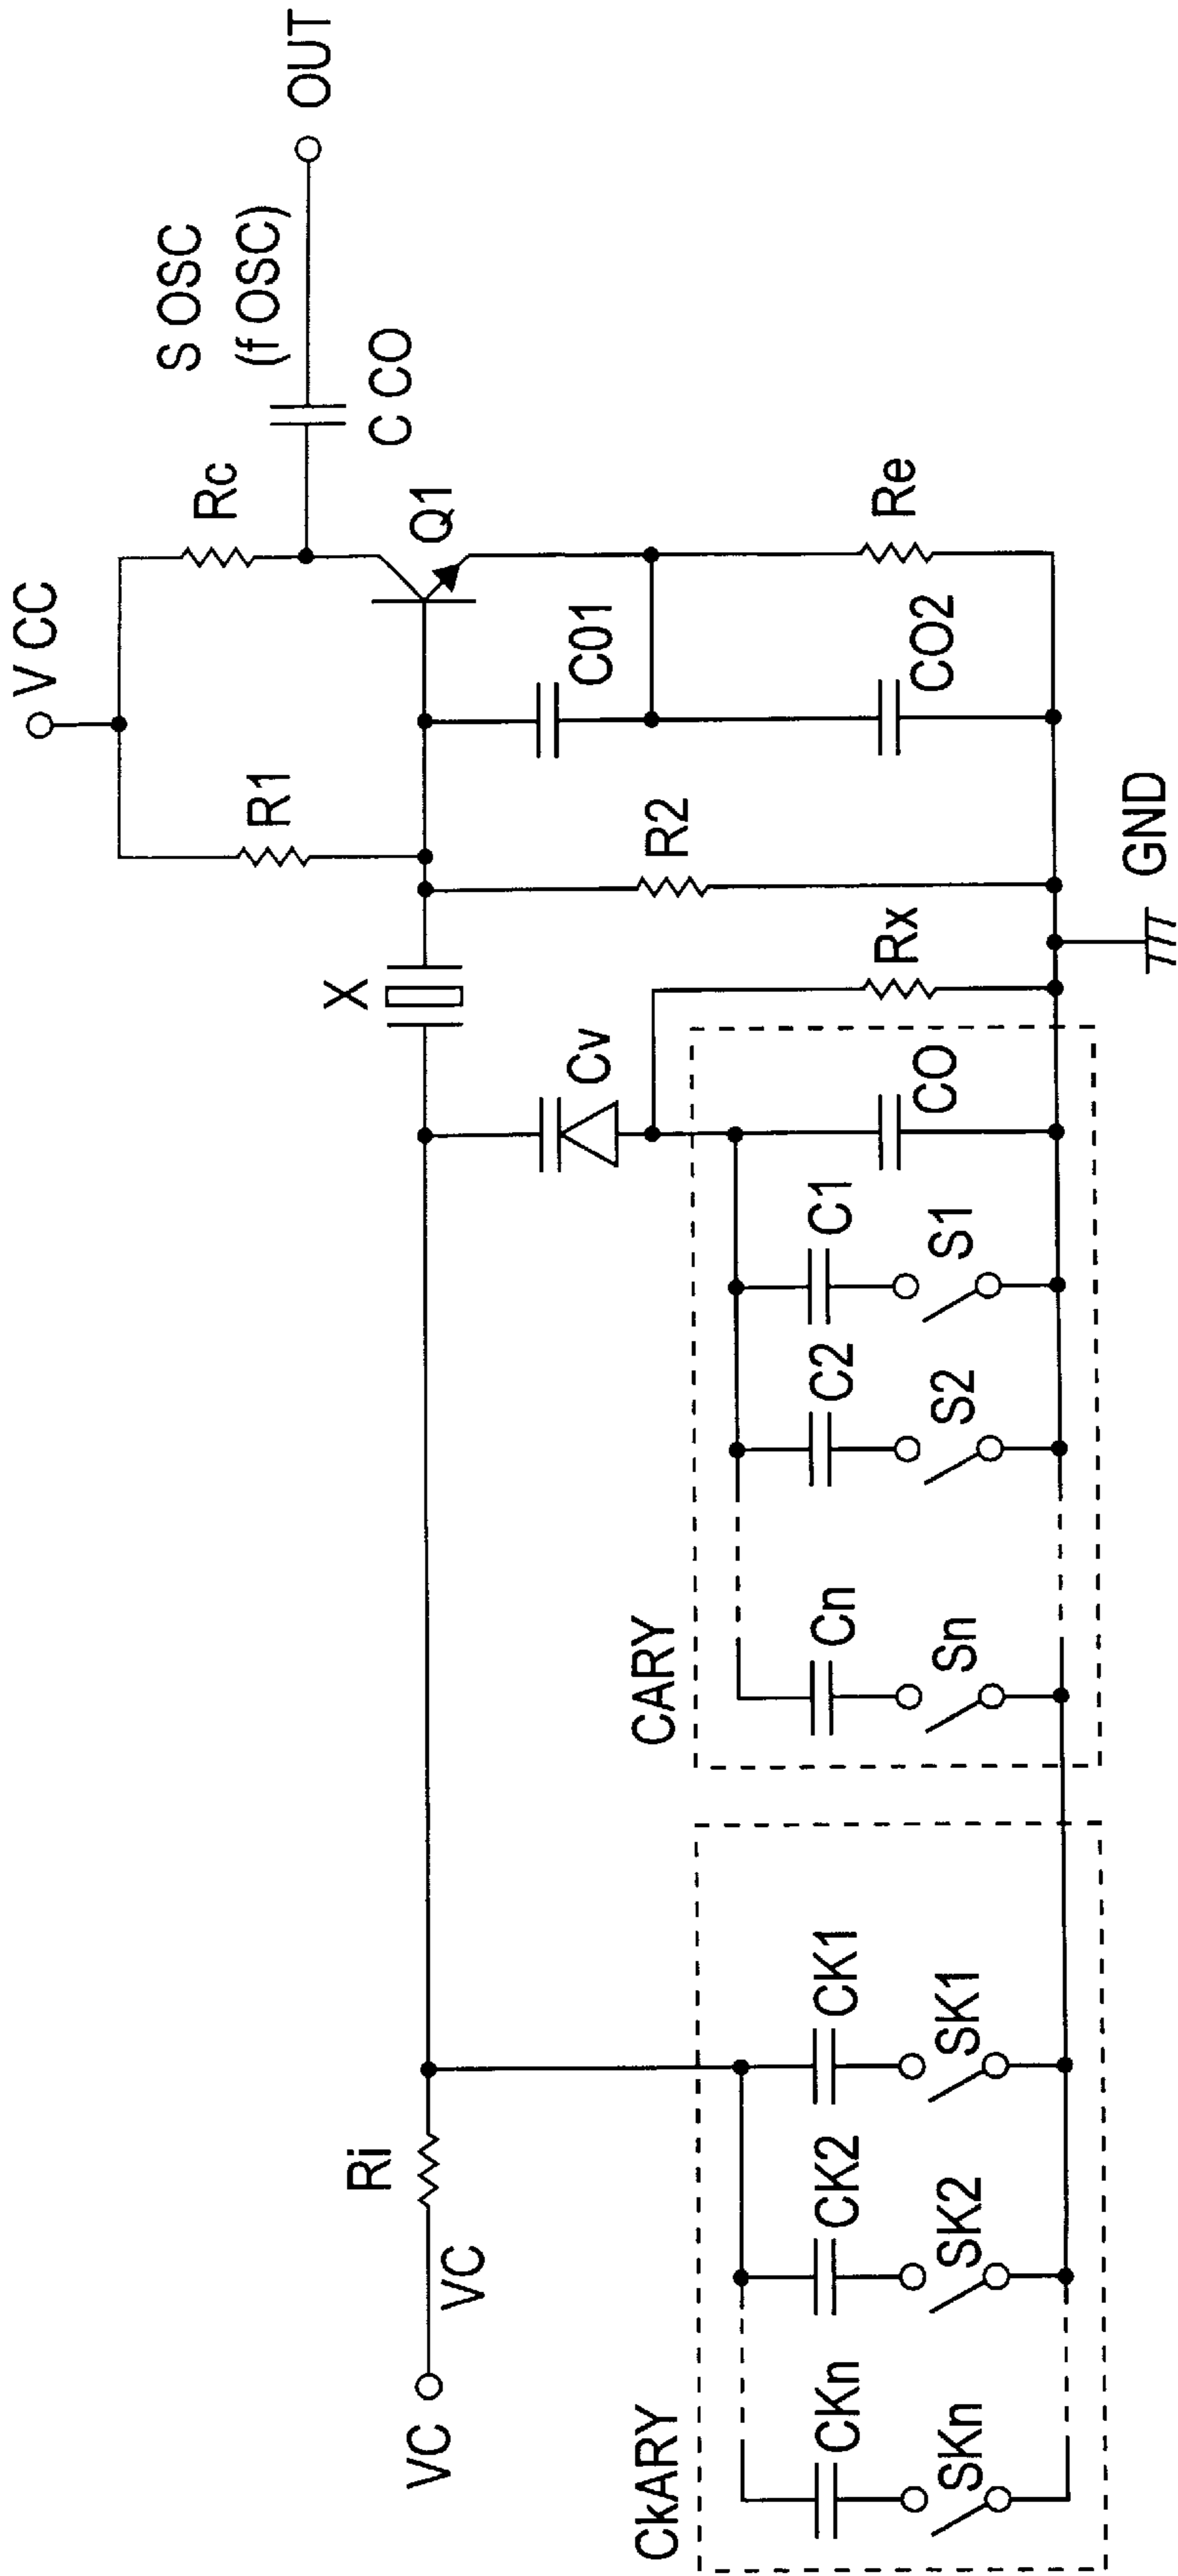 V CC
S OSC
(f OSC)
OUT
Rc
C CO
R1
Q1
X
C01
Re
R2
CO2
Cv
Rx
GND
CO
C1
S1
C2
S2
CARY
Cn
Sn
Ri
VC
VC
CkARY
CK1
SK1
CK2
SK2
CKn
SKn